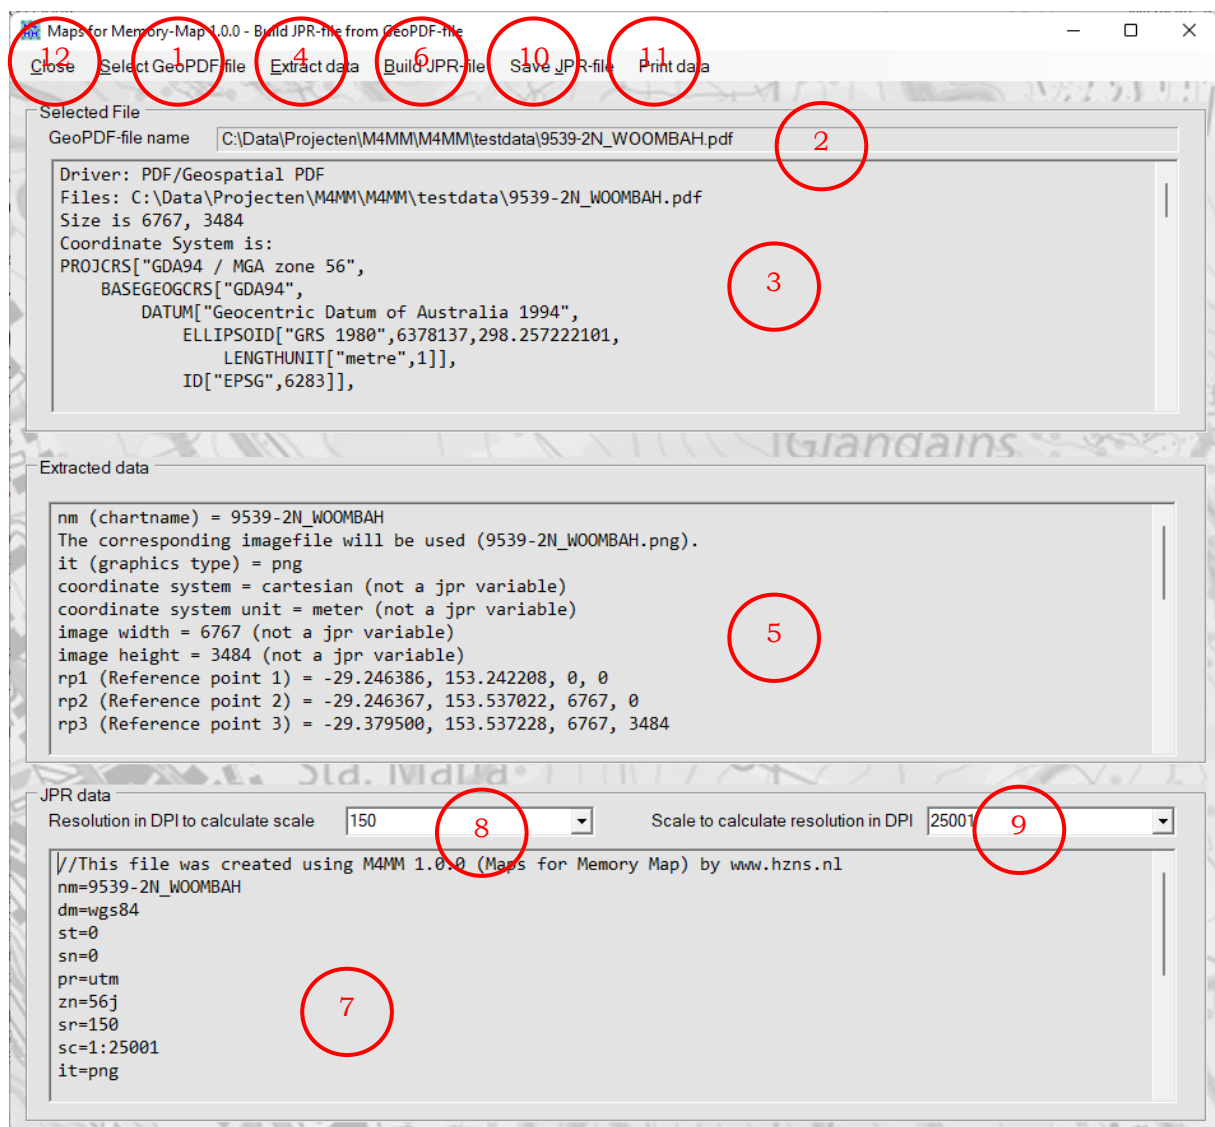 Maps for Memory-Map 1.0.0 - Build JPR-file from GeoPDF-file
Close Select GeoPDF-file Extract data Build JPR-file Save JPR-file Print data
12 1 4 6 10 11
Selected File
GeoPDF-file name C:\Data\Projecten\M4MM\M4MM\testdata\9539-2N_WOOMBAH.pdf
2
Driver: PDF/Geospatial PDF
Files: C:\Data\Projecten\M4MM\M4MM\testdata\9539-2N_WOOMBAH.pdf
Size is 6767, 3484
Coordinate System is:
PROJCRS["GDA94 / MGA zone 56",
BASEGEOGCRS["GDA94",
DATUM["Geocentric Datum of Australia 1994",
ELLIPSOID["GRS 1980",6378137,298.257222101,
LENGTHUNIT["metre",1]],
ID["EPSG",6283]],
3
Glandains
Extracted data
nm (chartname) = 9539-2N_WOOMBAH
The corresponding imagefile will be used (9539-2N_WOOMBAH.png).
it (graphics type) = png
coordinate system = cartesian (not a jpr variable)
coordinate system unit = meter (not a jpr variable)
image width = 6767 (not a jpr variable)
image height = 3484 (not a jpr variable)
rp1 (Reference point 1) = -29.246386, 153.242208, 0, 0
rp2 (Reference point 2) = -29.246367, 153.537022, 6767, 0
rp3 (Reference point 3) = -29.379500, 153.537228, 6767, 3484
5
Sta. Maria
JPR data
Resolution in DPI to calculate scale 150 Scale to calculate resolution in DPI 25001
8 9
//This file was created using M4MM 1.0.0 (Maps for Memory Map) by www.hzns.nl
nm=9539-2N_WOOMBAH
dm=wgs84
st=0
sn=0
pr=utm
zn=56j
sr=150
sc=1:25001
it=png
7